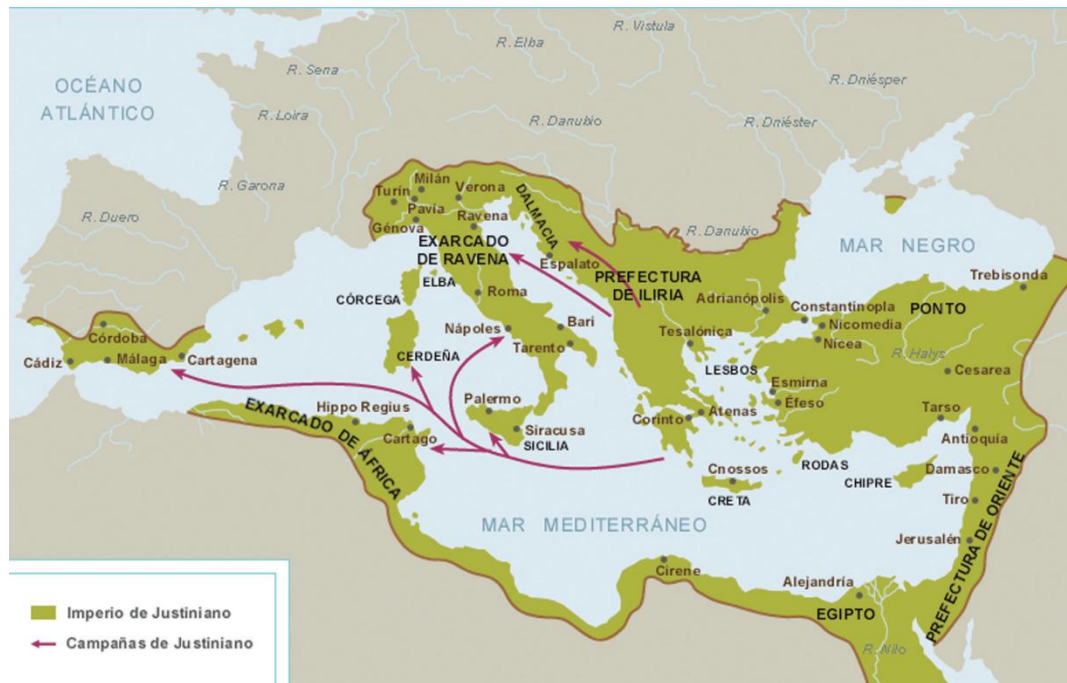 OCÉANO
ATLÁNTICO
R. Sena
R. Elba
R. Vístula
R. Dniésper
R. Loira
R. Danubio
R. Dniéster
R. Garona
R. Duero
R. Danubio
MAR NEGRO
Milán
Verona
Turín
Pavía
Ravena
Génova
DALMACIA
EXARCADO
DE RAVENA
Espalato
PREFECTURA
DE ILIRIA
ELBA
CÓRCEGA
Roma
Adrianópolis
Constantinopla
Trebisonda
PONTO
Nicomedia
Nícea
Nápoles
Bari
Tarento
Tesalónica
R. Halys
Cesarea
Córdoba
Cádiz
Málaga
Cartagena
CERDEÑA
LESBOS
Esmirna
Éfeso
Palermo
Siracusa
SICILIA
Corinto
Atenas
Tarso
Antioquía
EXARCADO DE ÁFRICA
Hippo Regius
Cartago
Cnossos
CRETA
RODAS
CHIPRE
Damasco
Tiro
Jerusalén
PREFECTURA DE ORIENTE
MAR MEDITERRÁNEO
Cirene
Alejandría
EGIPTO
R. Nilo
Imperio de Justiniano
Campañas de Justiniano